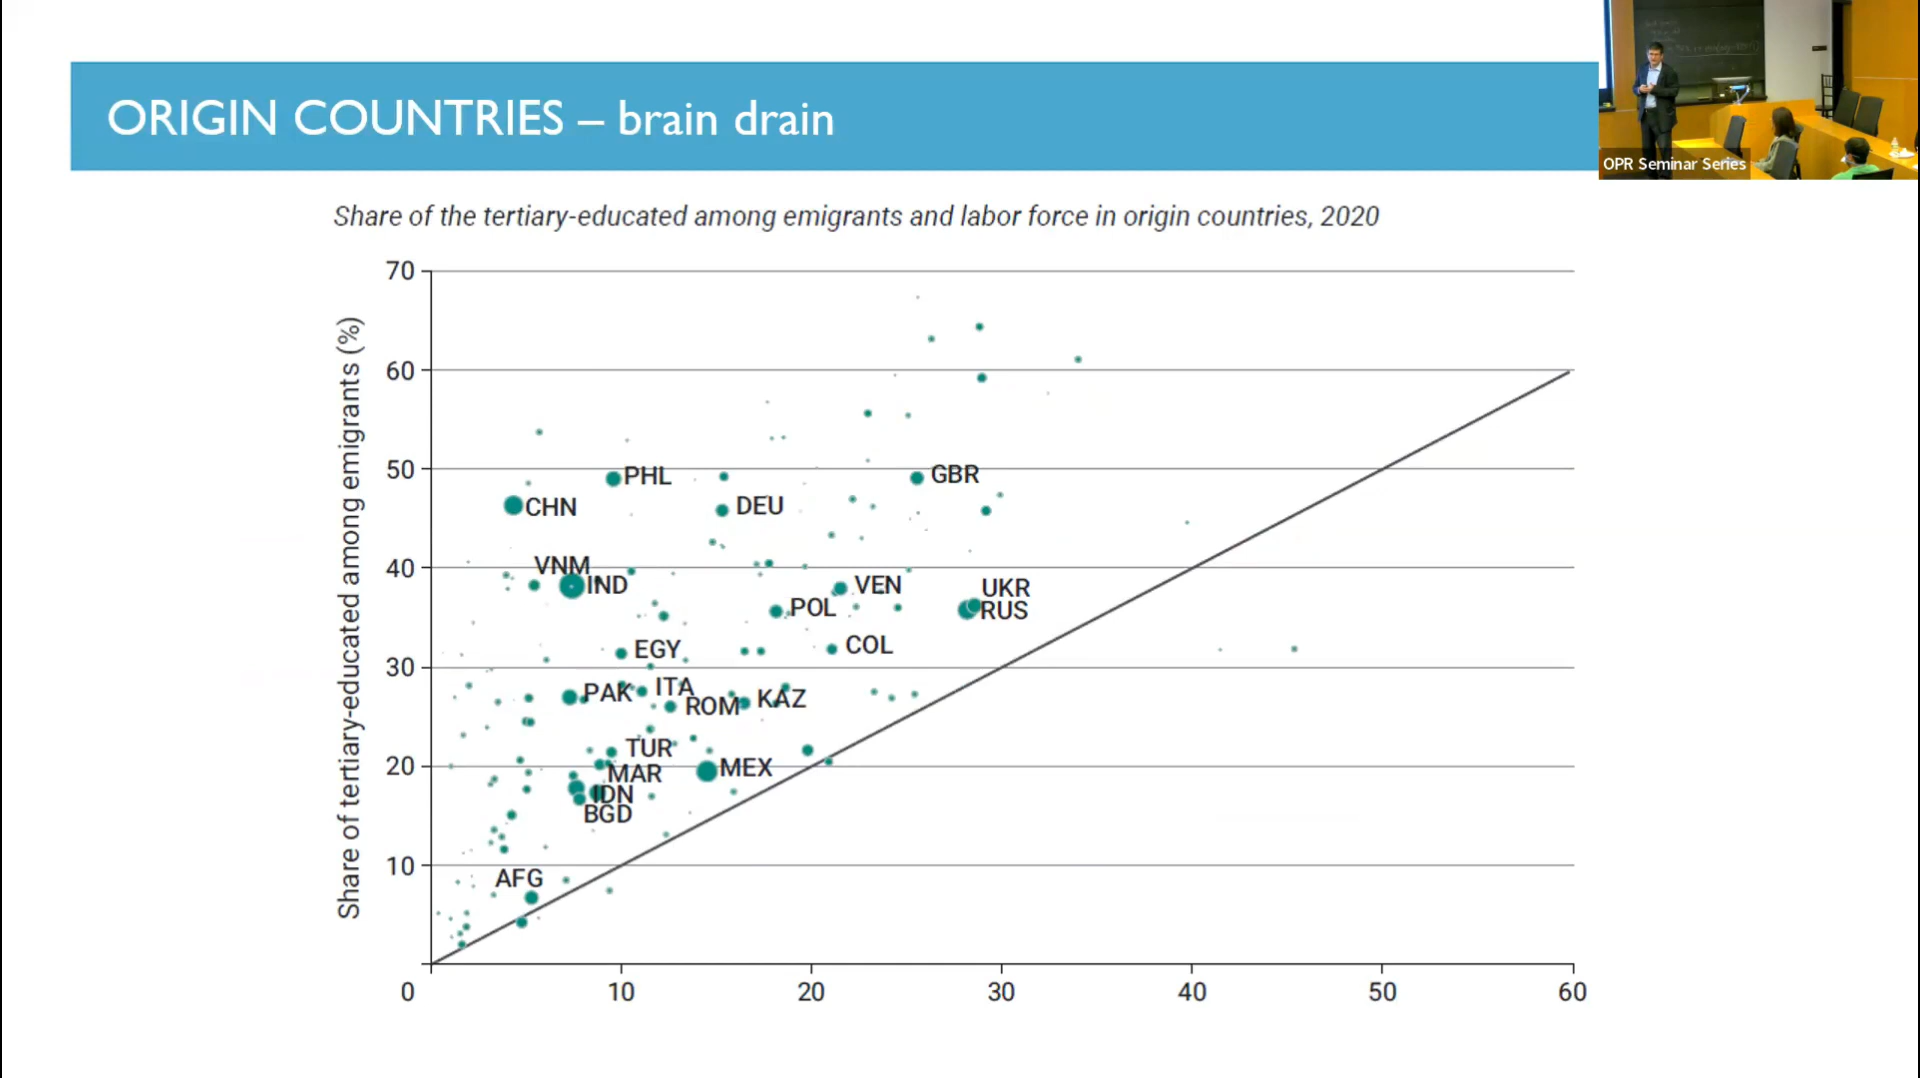 ORIGIN COUNTRIES – brain drain
OPR Seminar Series
Share of the tertiary-educated among emigrants and labor force in origin countries, 2020
Share of tertiary-educated among emigrants (%)
70
60
50
40
30
20
10
PHL
GBR
CHN
DEU
VNM
IND
VEN
UKR
POL
RUS
EGY
COL
PAK
ITA
ROM
KAZ
TUR
MAR
MEX
IDN
BGD
AFG
0 10 20 30 40 50 60